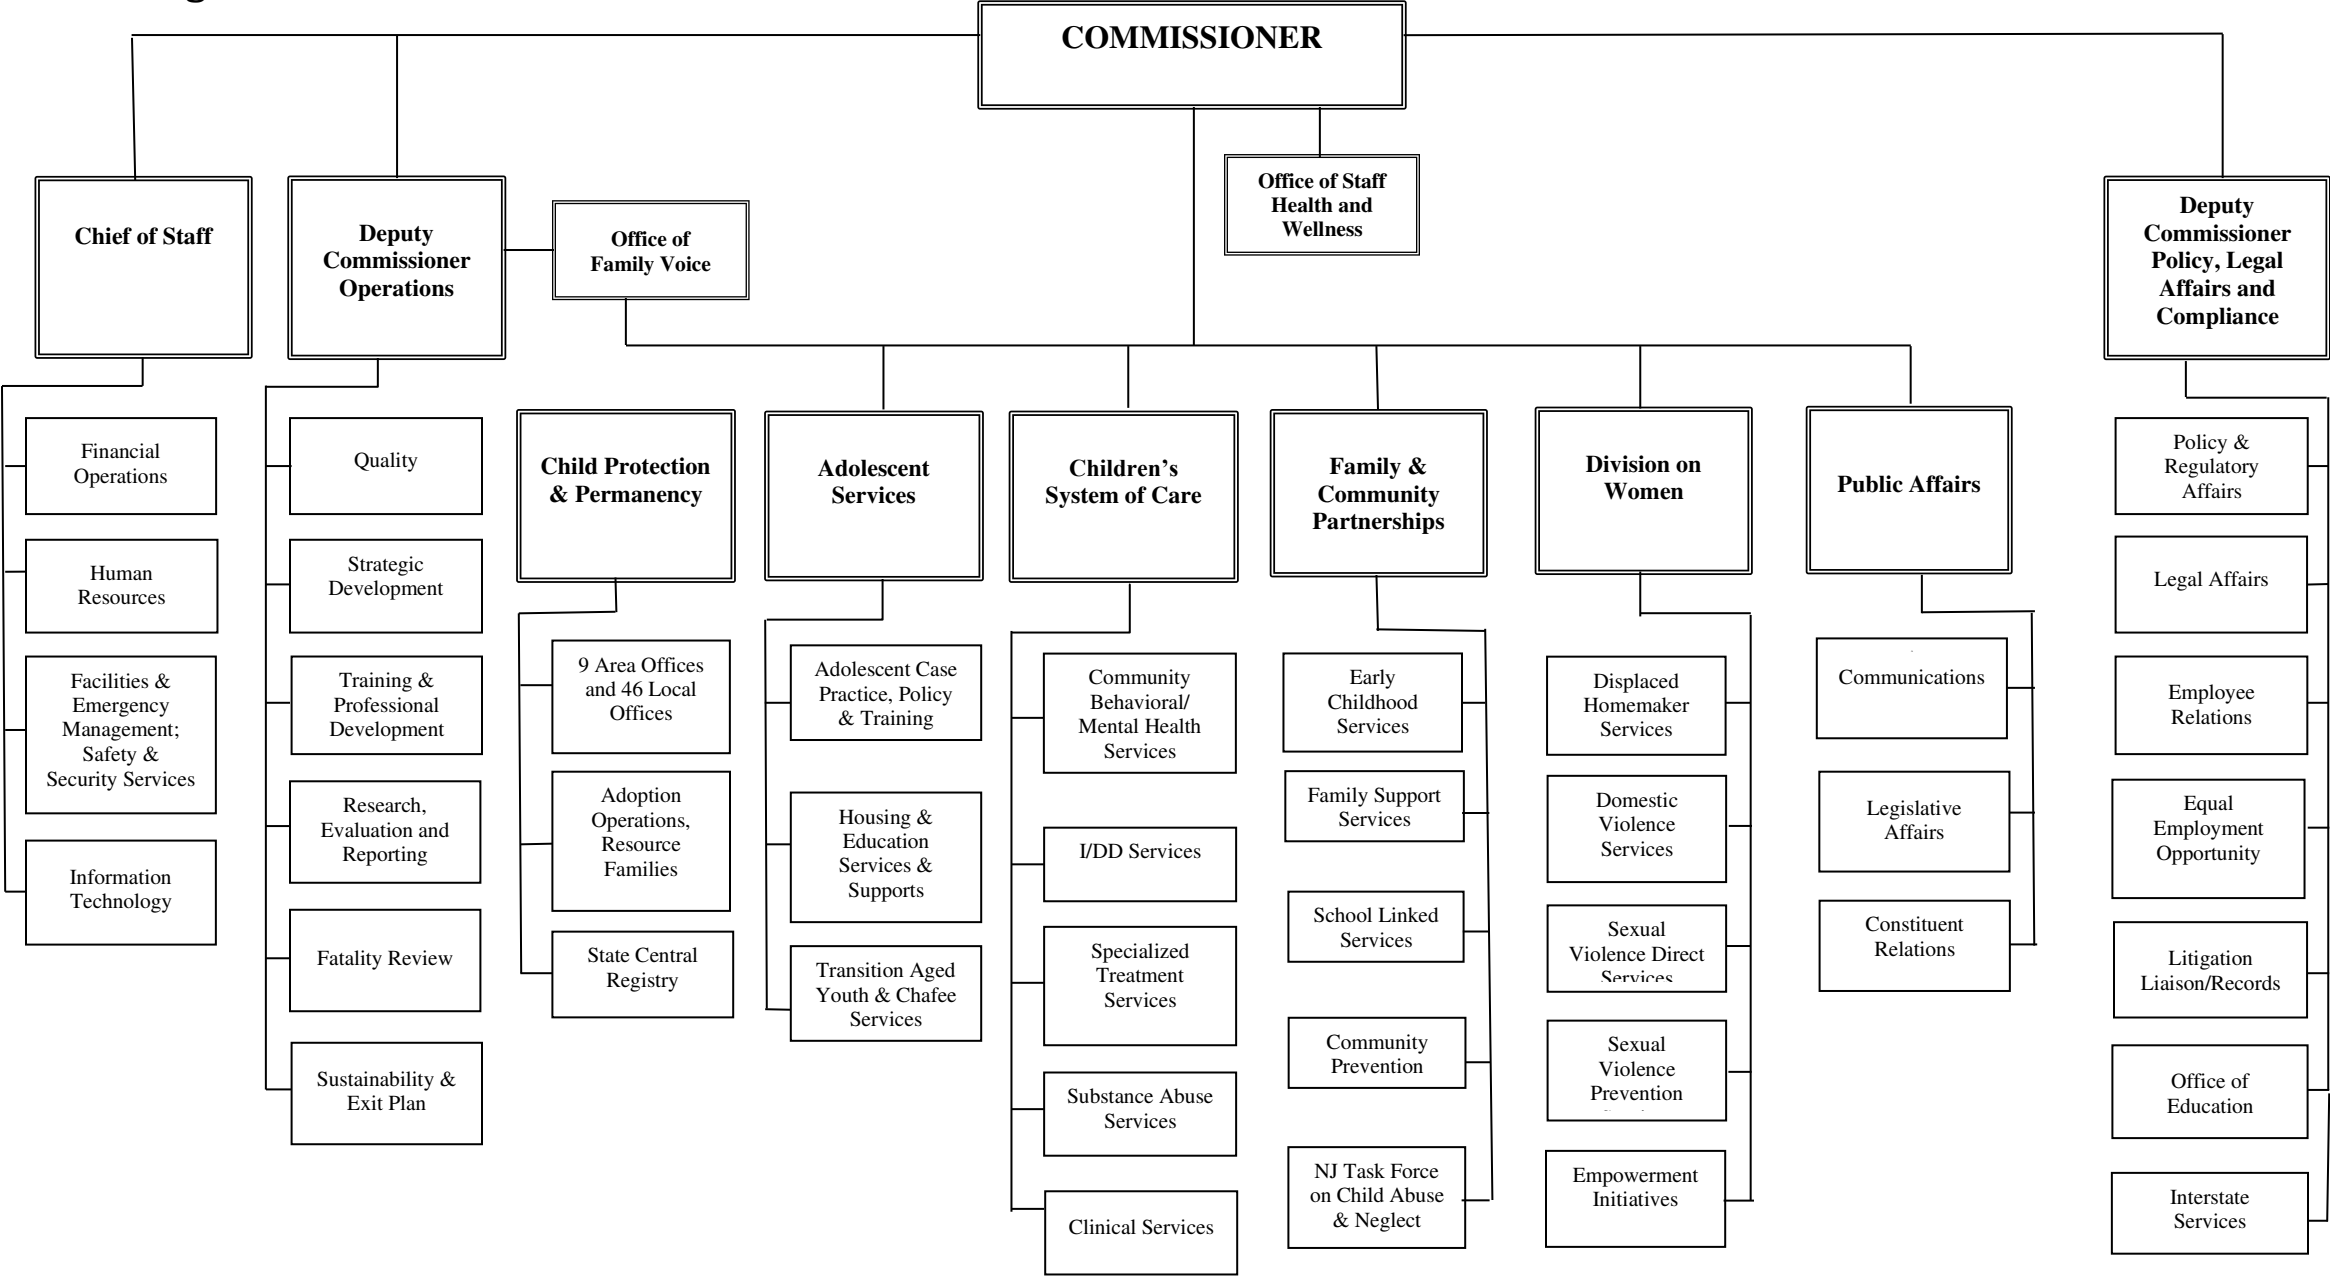 COMMISSIONER
Office of Staff
Health and
Wellness
Chief of Staff
Deputy
Commissioner
Operations
Office of
Family Voice
Deputy
Commissioner
Policy, Legal
Affairs and
Compliance
Financial
Operations
Human
Resources
Facilities &
Emergency
Management;
Safety &
Security Services
Information
Technology
Quality
Strategic
Development
Training &
Professional
Development
Research,
Evaluation and
Reporting
Fatality Review
Sustainability &
Exit Plan
Child Protection
& Permanency
9 Area Offices
and 46 Local
Offices
Adoption
Operations,
Resource
Families
State Central
Registry
Adolescent
Services
Adolescent Case
Practice, Policy
& Training
Housing &
Education
Services &
Supports
Transition Aged
Youth & Chafee
Services
Children's
System of Care
Community
Behavioral/
Mental Health
Services
I/DD Services
Specialized
Treatment
Services
Substance Abuse
Services
Clinical Services
Family &
Community
Partnerships
Early
Childhood
Services
Family Support
Services
School Linked
Services
Community
Prevention
NJ Task Force
on Child Abuse
& Neglect
Division on
Women
Displaced
Homemaker
Services
Domestic
Violence
Services
Sexual
Violence Direct
Services
Sexual
Violence
Prevention
Empowerment
Initiatives
Public Affairs
Communications
Legislative
Affairs
Constituent
Relations
Policy &
Regulatory
Affairs
Legal Affairs
Employee
Relations
Equal
Employment
Opportunity
Litigation
Liaison/Records
Office of
Education
Interstate
Services